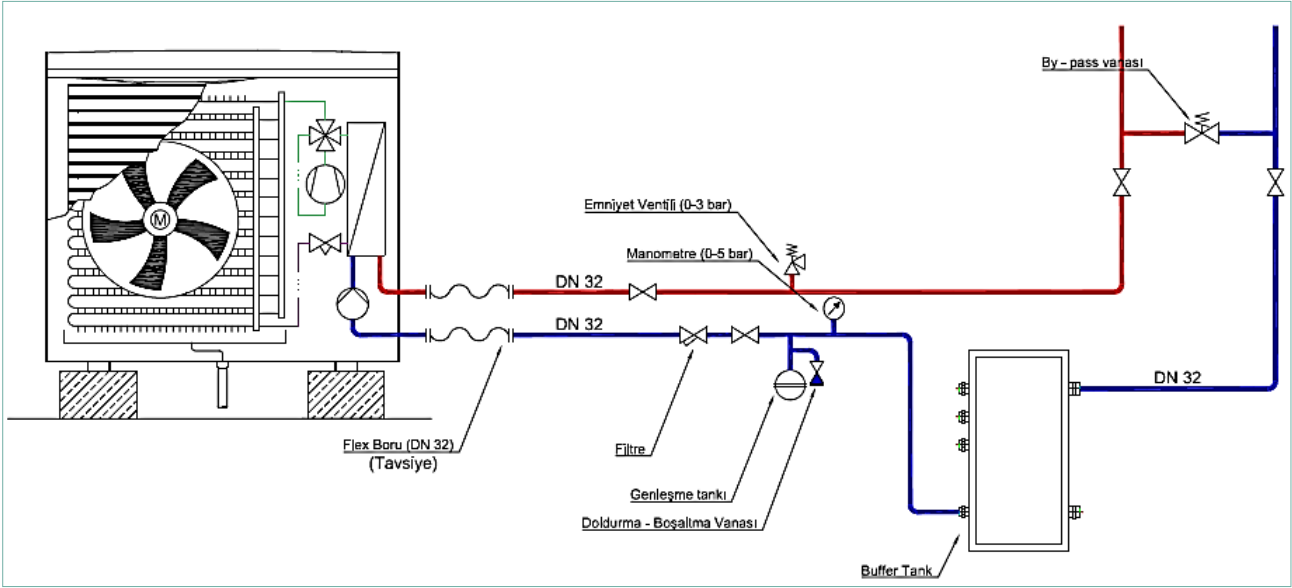 By - pass vanası
Emniyet Ventili (0-3 bar)
Manometre (0-5 bar)
M
DN 32
DN 32
DN 32
Flex Boru (DN 32)
(Tavsiye)
Filtre
Genleşme tankı
Doldurma - Boşaltma Vanası
Buffer Tank